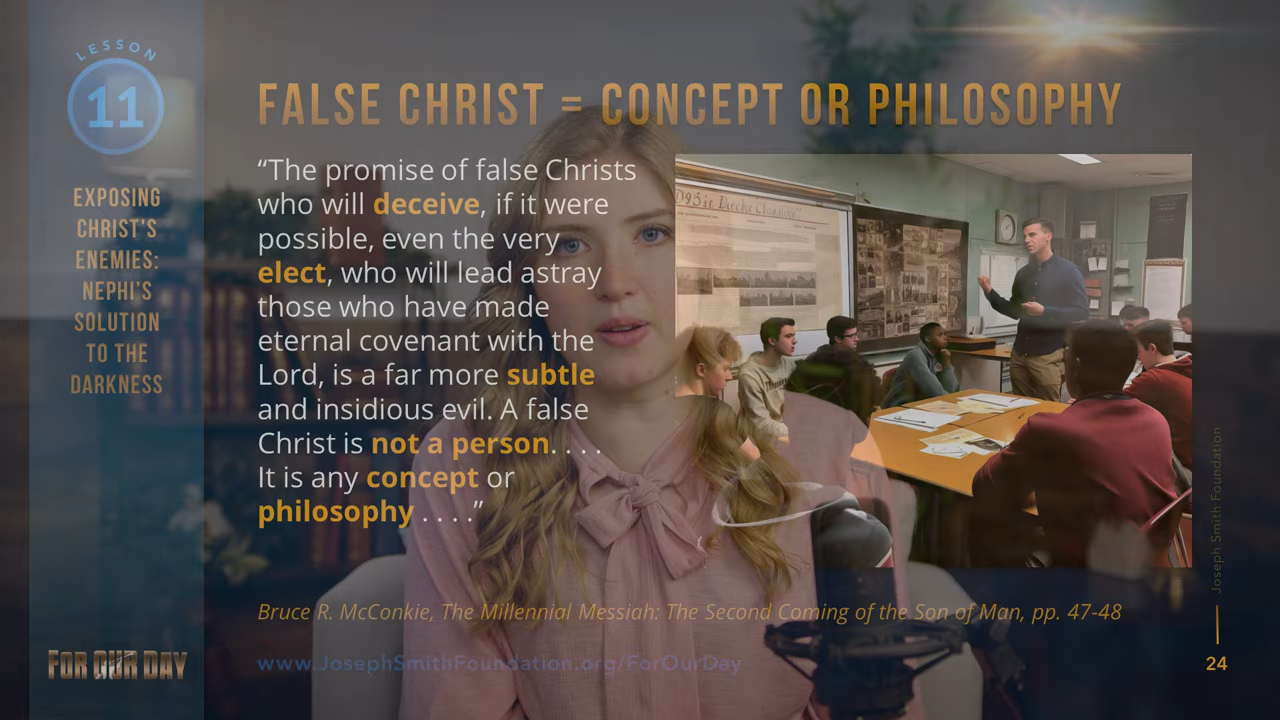 LESSON
11
EXPOSING
CHRIST'S
ENEMIES:
NEPHI'S
SOLUTION
TO THE
DARKNESS
FOR OUR DAY
FALSE CHRIST = CONCEPT OR PHILOSOPHY
“The promise of false Christs
who will deceive, if it were
possible, even the very
elect, who will lead astray
those who have made
eternal covenant with the
Lord, is a far more subtle
and insidious evil. A false
Christ is not a person. . . .
It is any concept or
philosophy . . . .”
Bruce R. McConkie, The Millennial Messiah: The Second Coming of the Son of Man, pp. 47-48
www.JosephSmithFoundation.org/ForOurDay
Joseph Smith Foundation
24